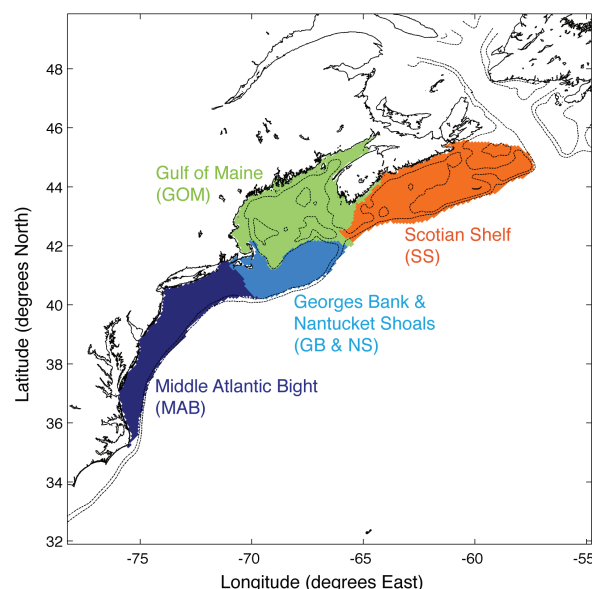 48
46
44
42
40
38
36
34
32
Latitude (degrees North)
Gulf of Maine
(GOM)
Scotian Shelf
(SS)
Georges Bank &
Nantucket Shoals
(GB & NS)
Middle Atlantic Bight
(MAB)
-75
-70
-65
-60
-55
Longitude (degrees East)